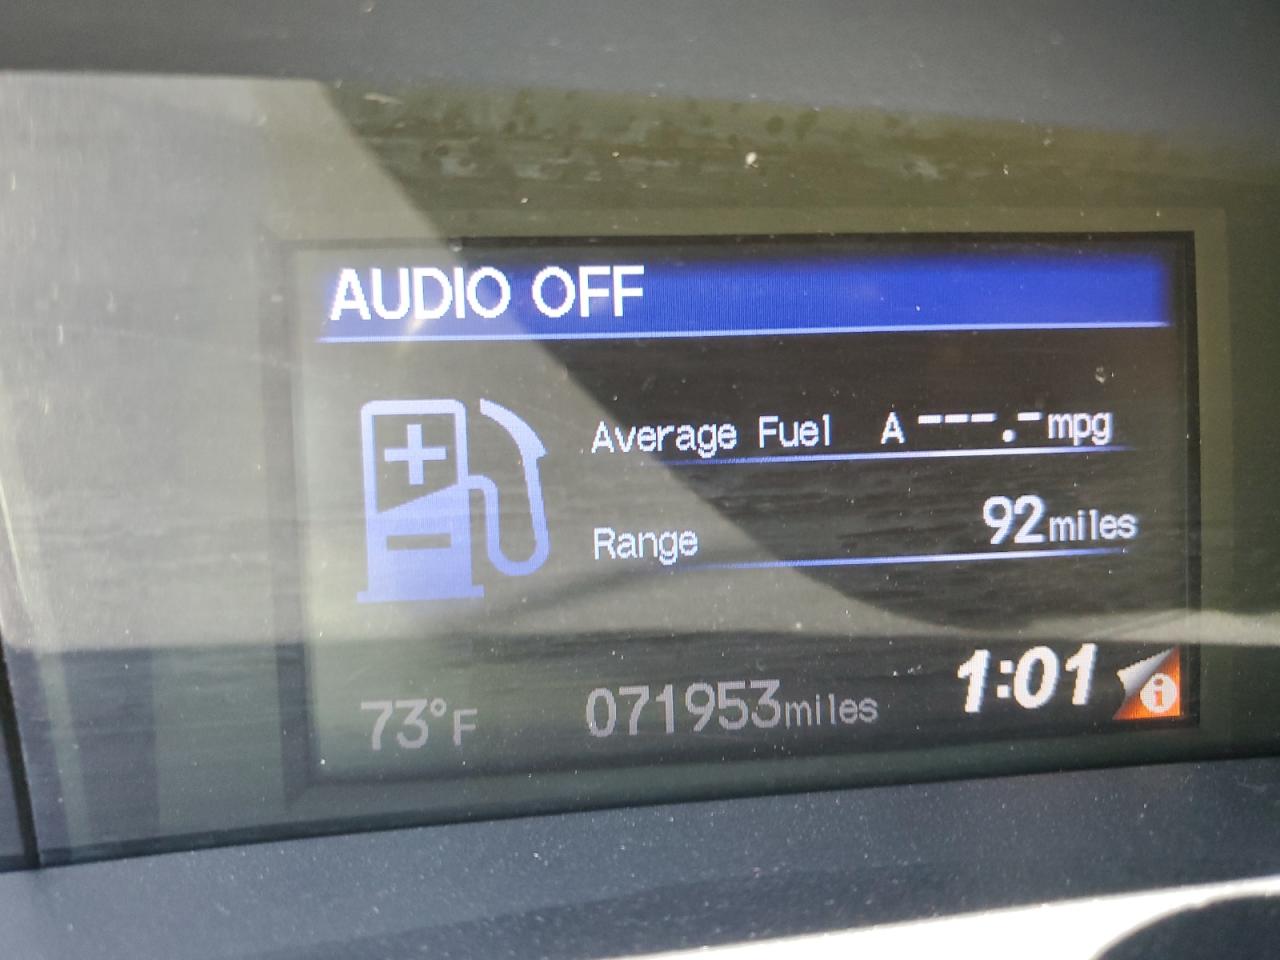 AUDIO OFF
Average Fuel A ---.- mpg
Range 92 miles
73°F 071953 miles 1:01 i